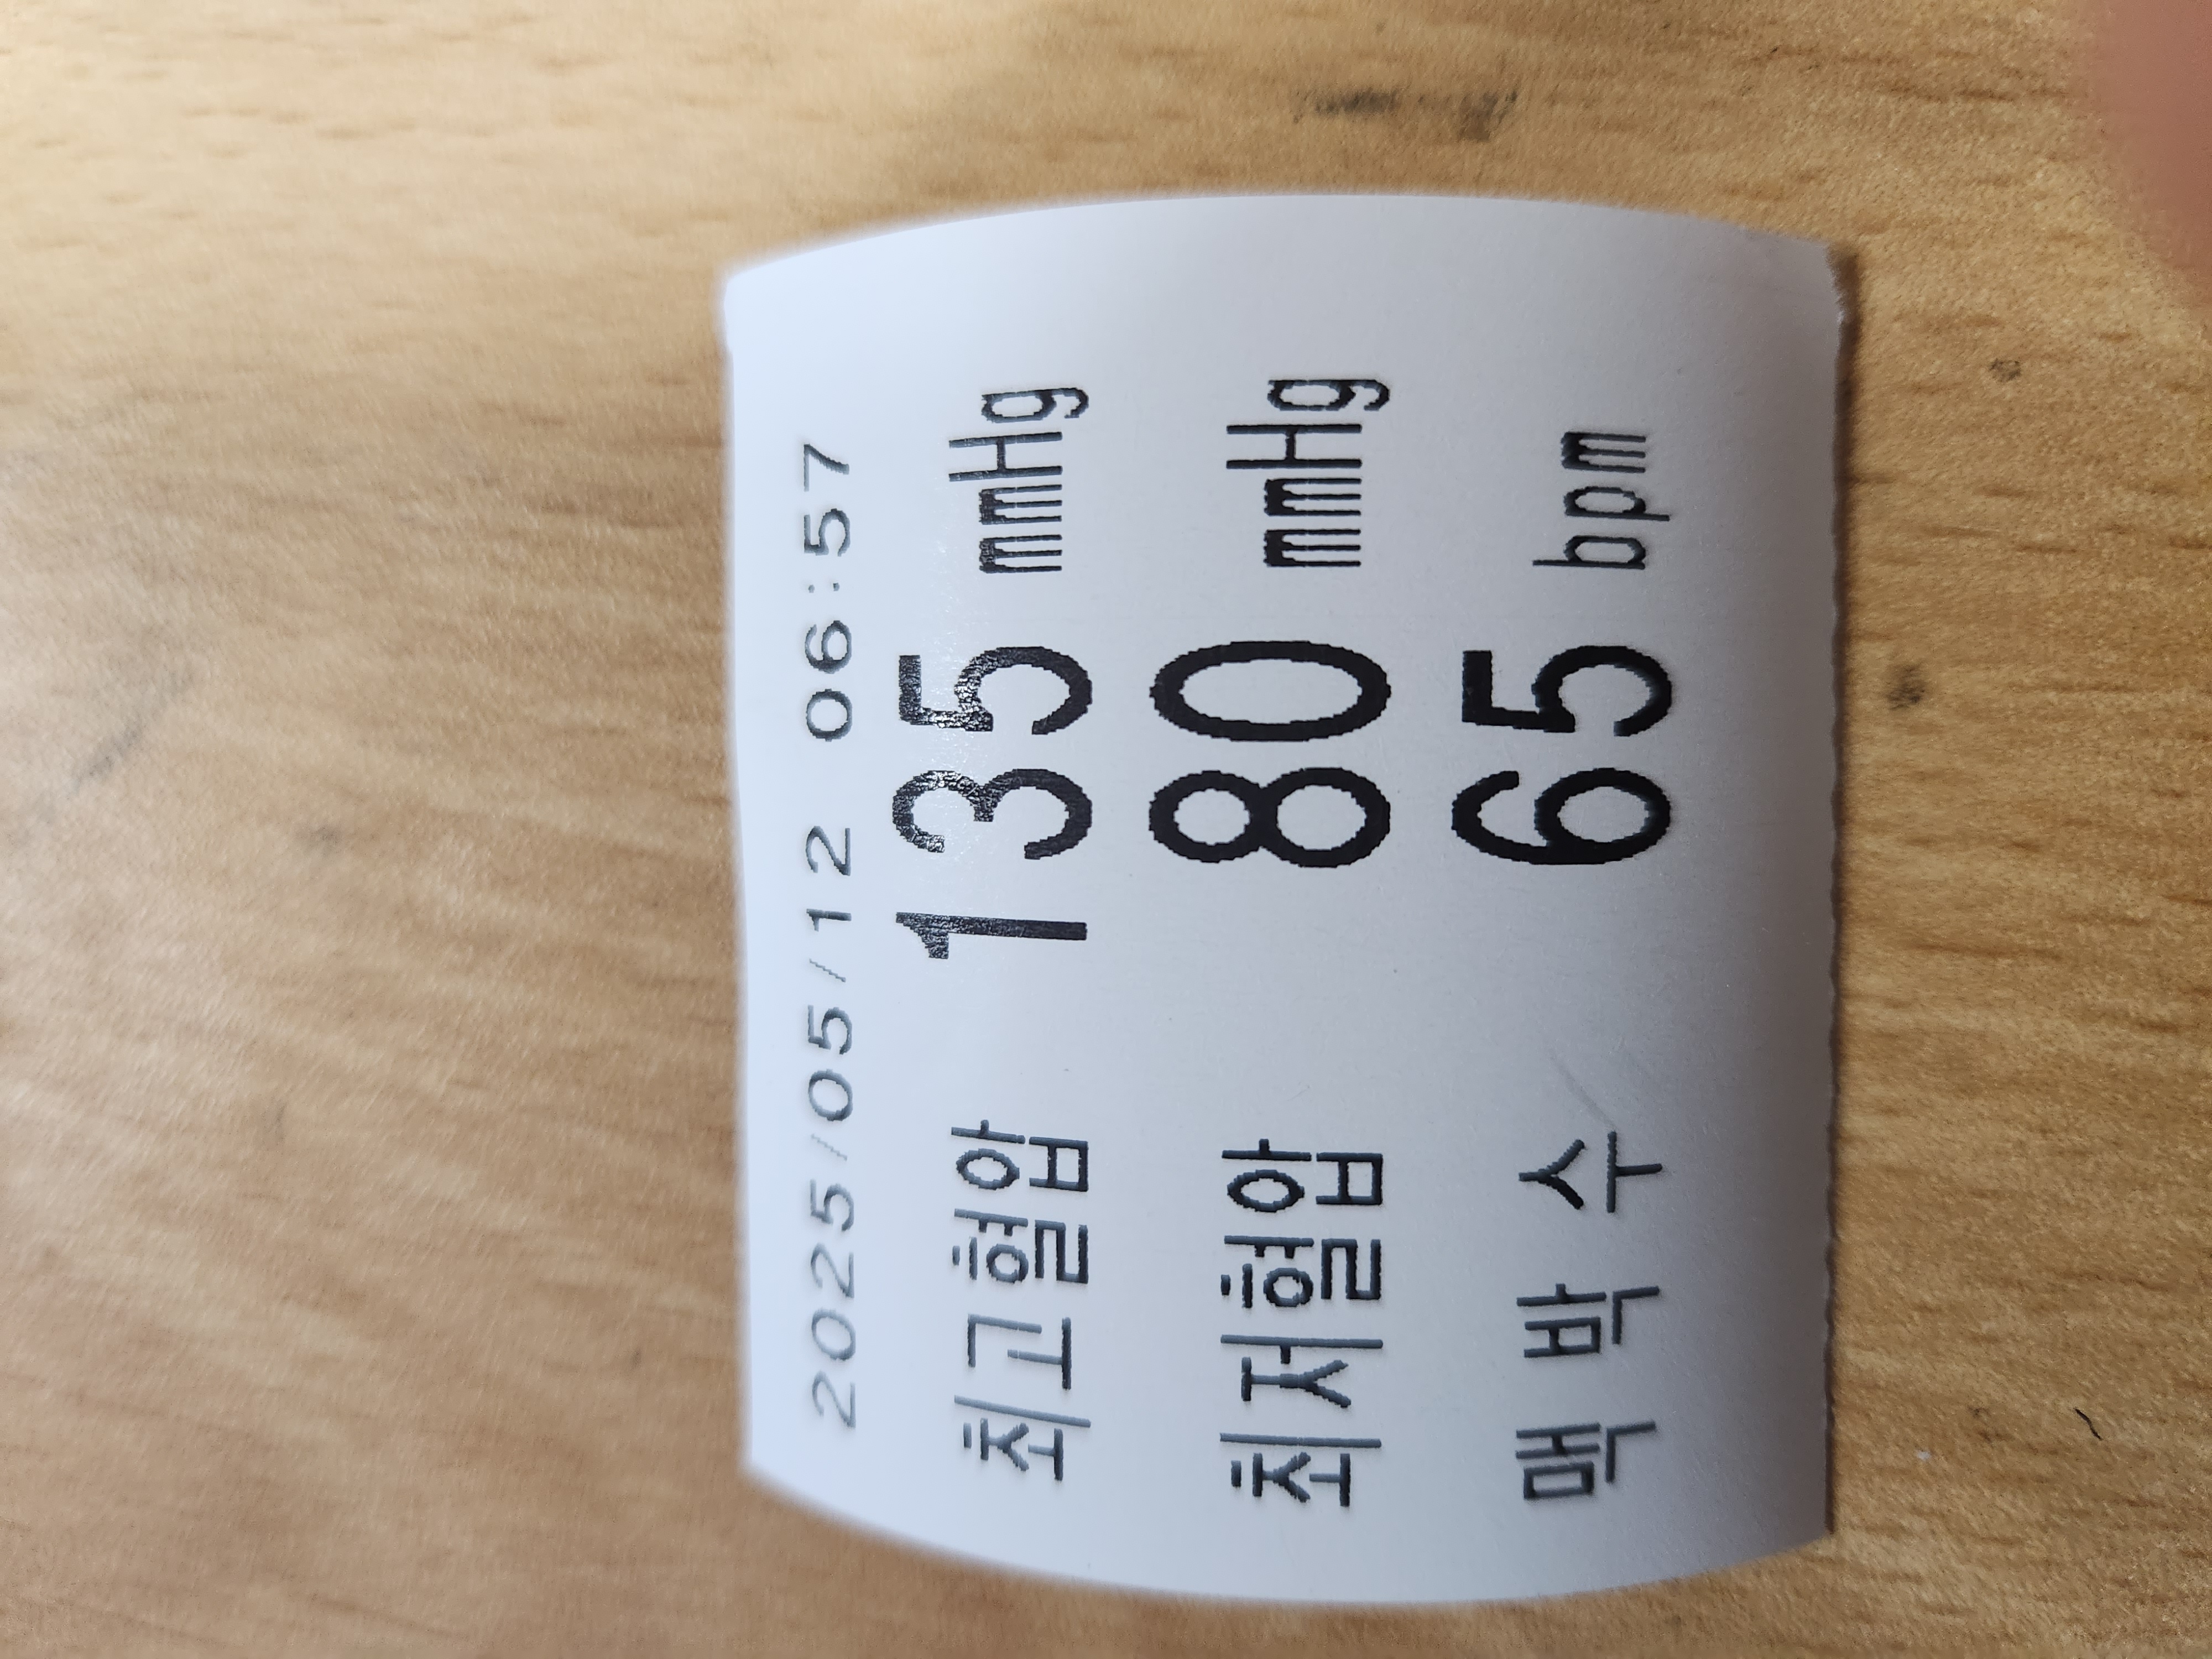 2025/05/12 06:57
최고혈압 135 mmHg
최저혈압 80 mmHg
맥 박 수 65 bpm